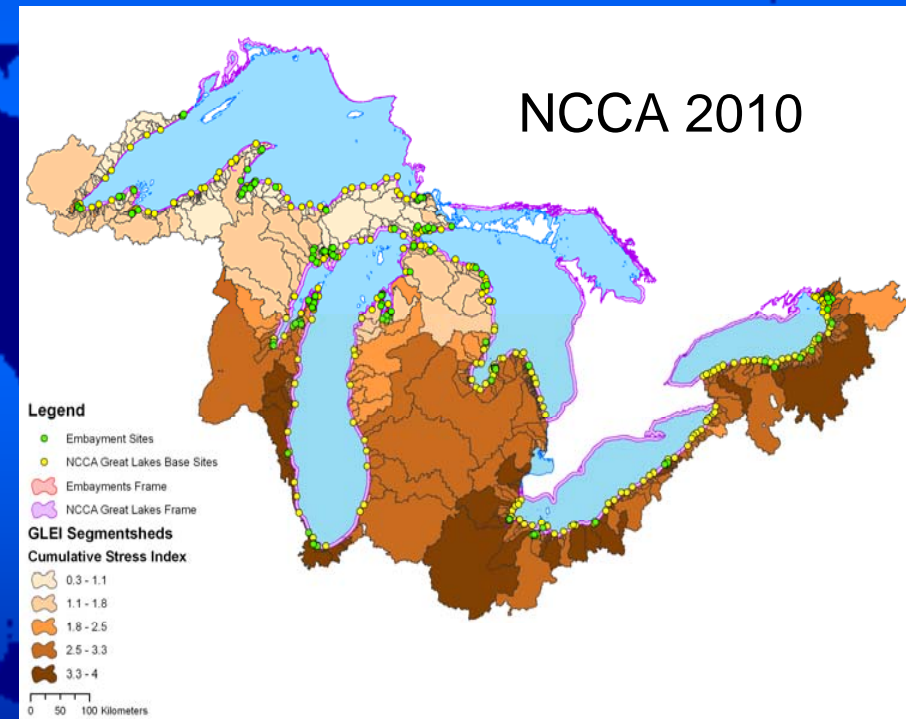 NCCA 2010
Legend
Embayment Sites
NCCA Great Lakes Base Sites
Embayments Frame
NCCA Great Lakes Frame
GLEI Segmentsheds
Cumulative Stress Index
0.3 - 1.1
1.1 - 1.8
1.8 - 2.5
2.5 - 3.3
3.3 - 4
0 50 100 Kilometers